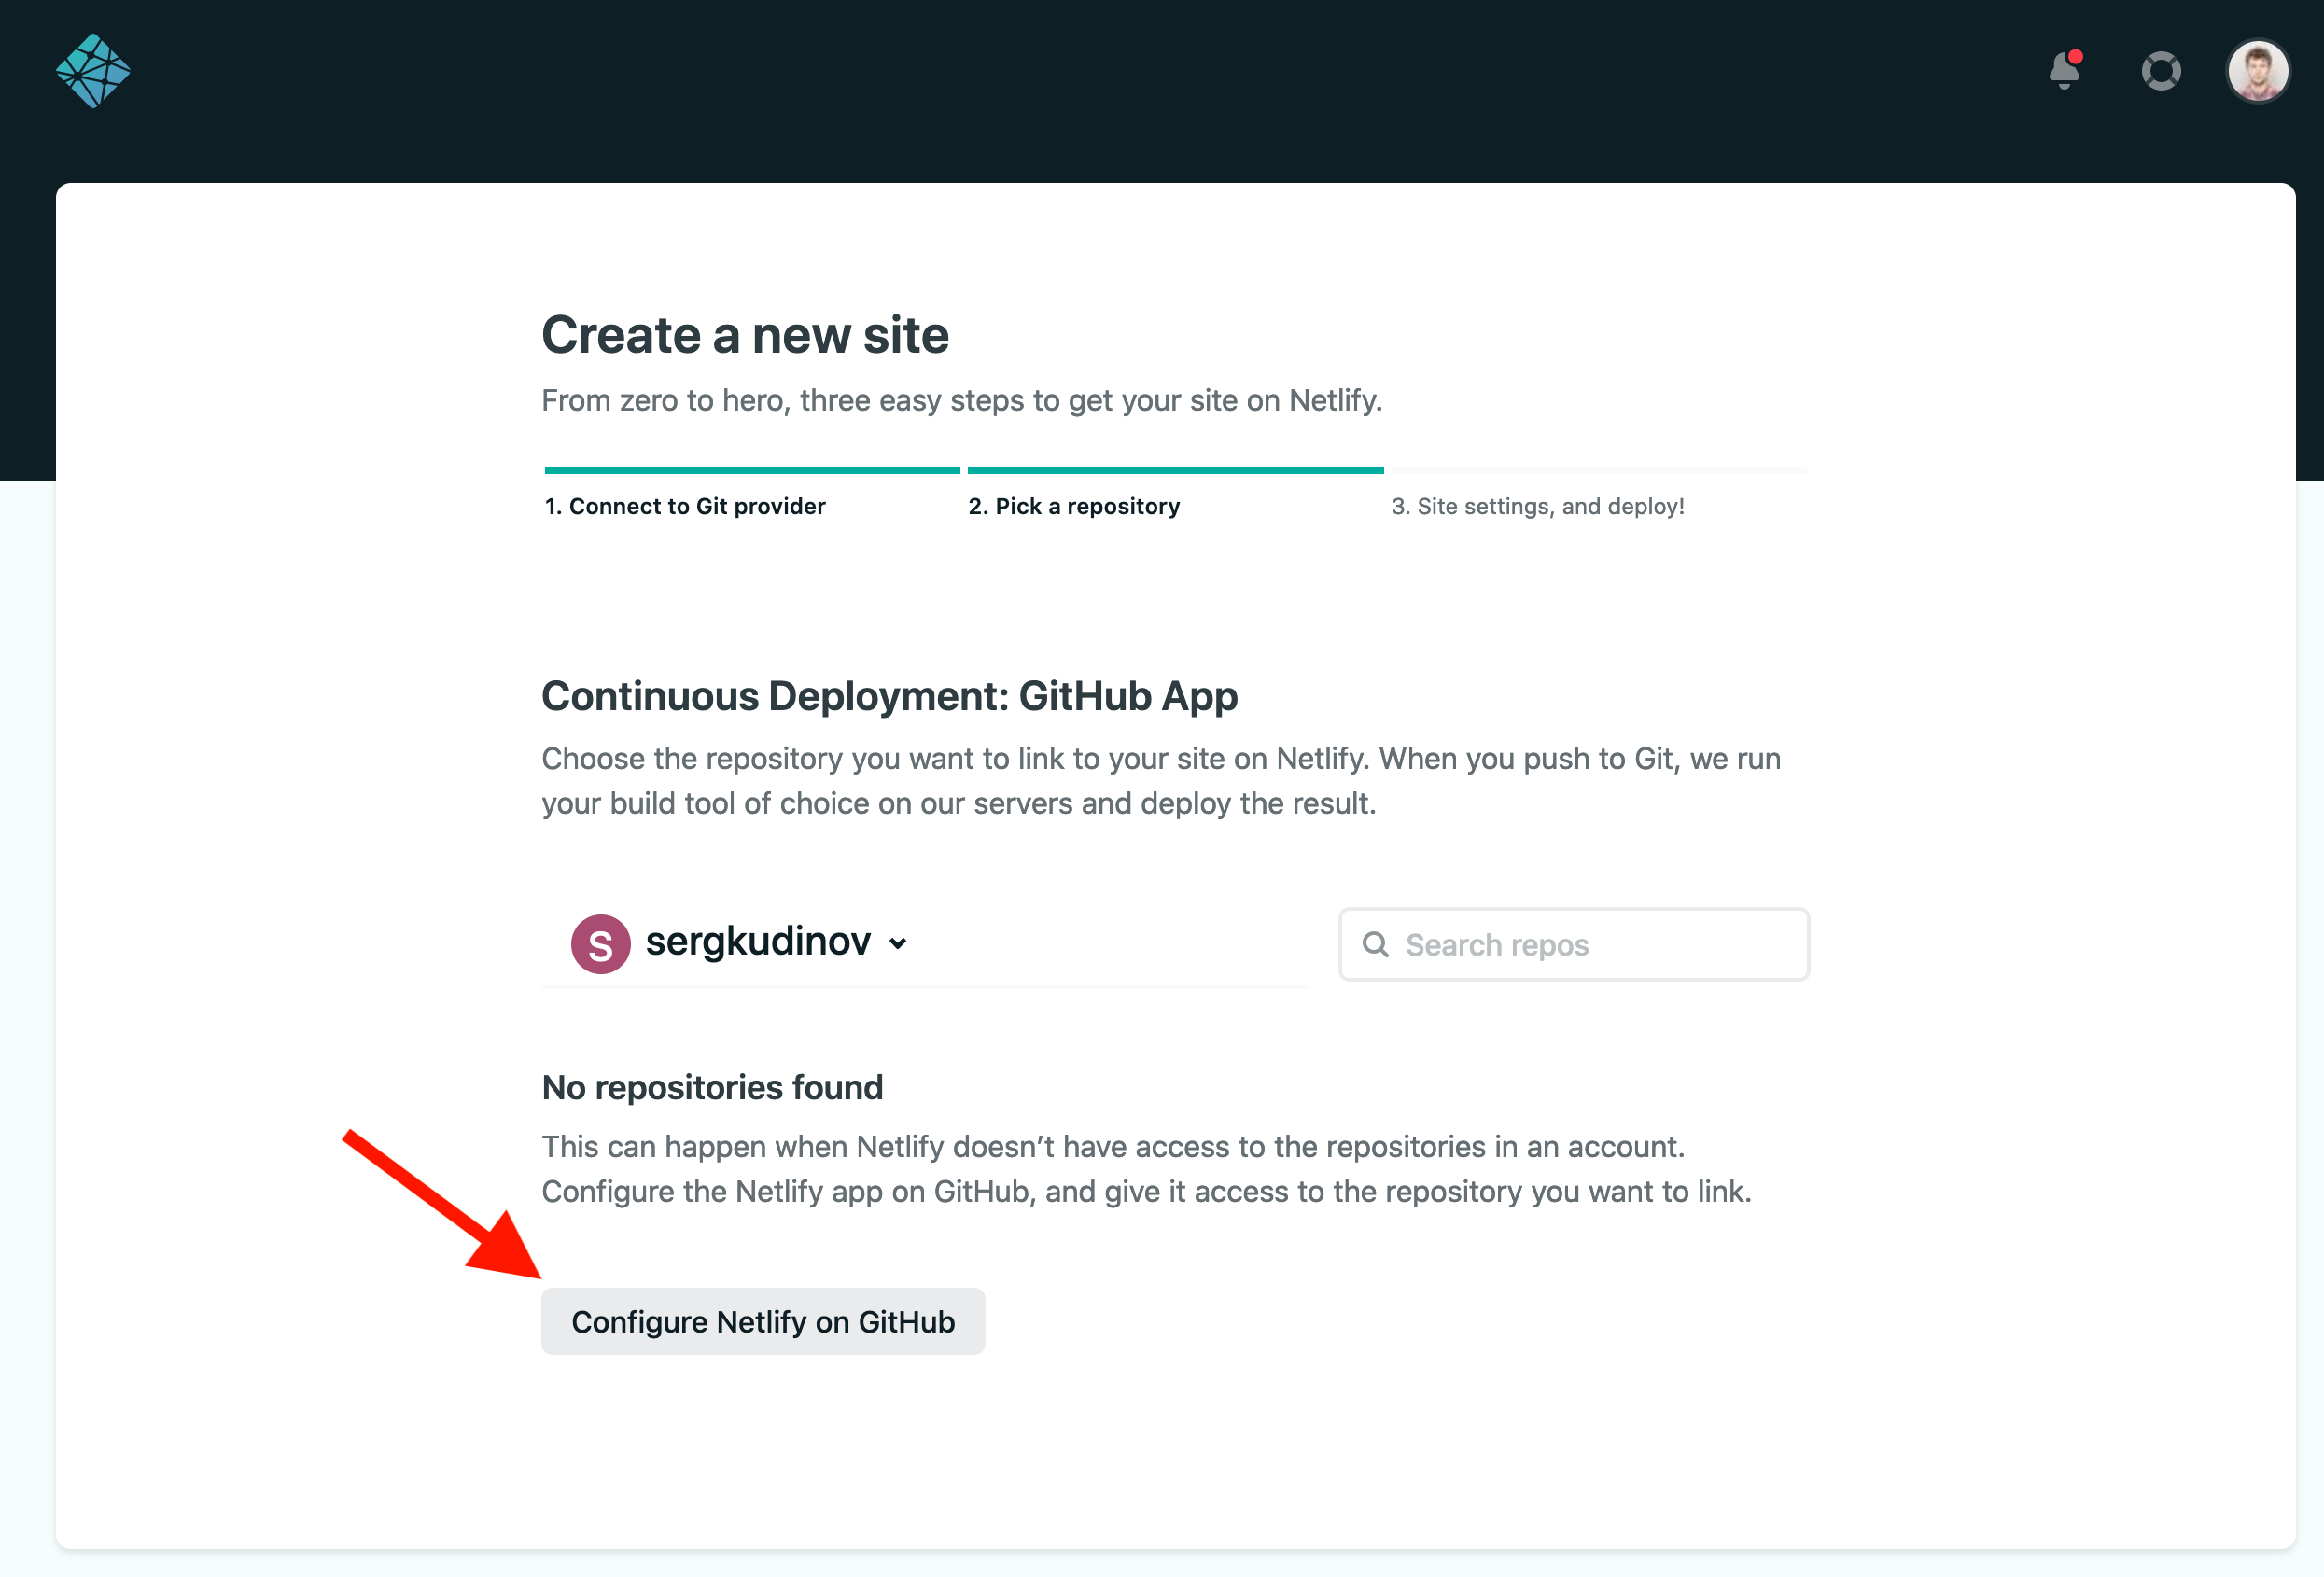 Create a new site
From zero to hero, three easy steps to get your site on Netlify.
1. Connect to Git provider
2. Pick a repository
3. Site settings, and deploy!
Continuous Deployment: GitHub App
Choose the repository you want to link to your site on Netlify. When you push to Git, we run
your build tool of choice on our servers and deploy the result.
S
sergkudinov
Search repos
No repositories found
This can happen when Netlify doesn’t have access to the repositories in an account.
Configure the Netlify app on GitHub, and give it access to the repository you want to link.
Configure Netlify on GitHub